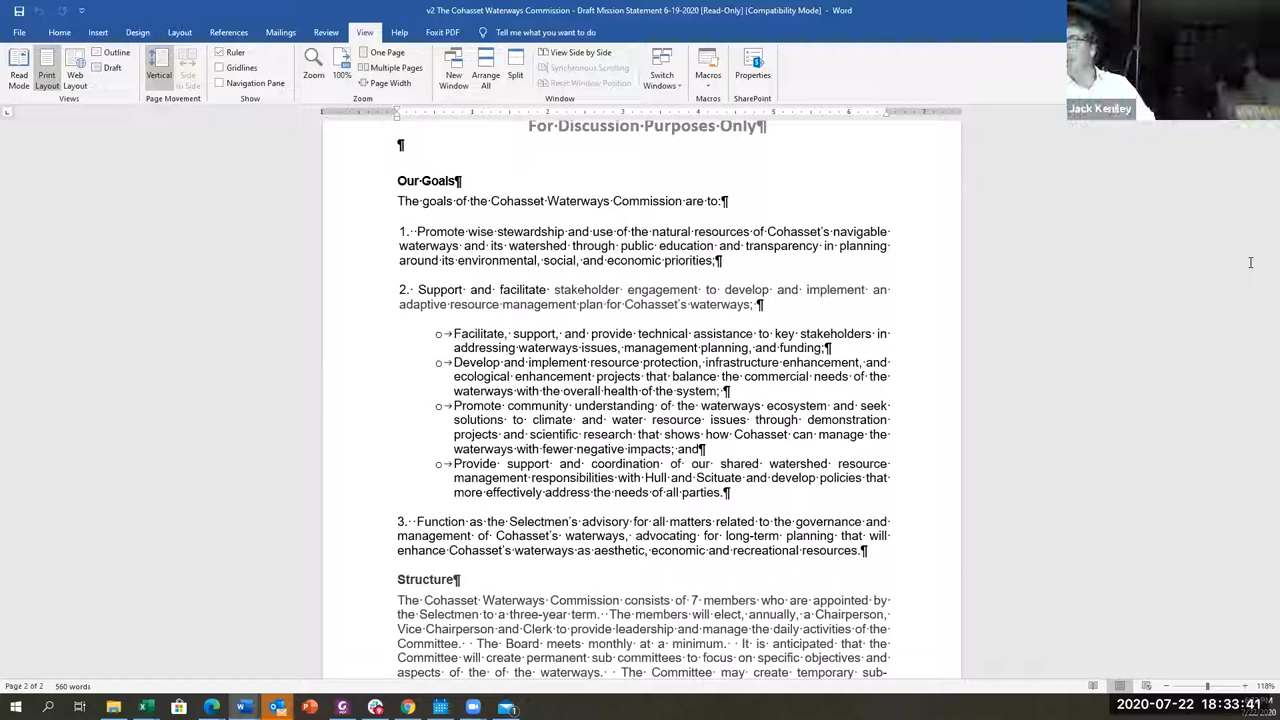 v2 The Cohasset Waterways Commission - Draft Mission Statement 6-19-2020 [Read-Only] [Compatibility Mode] - Word
File Home Insert Design Layout References Mailings Review View Help Foxit PDF Tell me what you want to do
Read Mode
Print Layout
Web Layout
Outline
Draft
Views
Vertical
Side to Side
Page Movement
Ruler
Gridlines
Navigation Pane
Show
Zoom
100%
One Page
Multiple Pages
Page Width
Zoom
New Window
Arrange All
Split
View Side by Side
Synchronous Scrolling
Reset Window Position
Window
Switch Windows
Macros
Macros
Properties
SharePoint
Jack Kenney
For Discussion Purposes Only¶
¶
Our Goals¶
The goals of the Cohasset Waterways Commission are to:¶
1. Promote wise stewardship and use of the natural resources of Cohasset's navigable
waterways and its watershed through public education and transparency in planning
around its environmental, social, and economic priorities;¶
2. Support and facilitate stakeholder engagement to develop and implement an
adaptive resource management plan for Cohasset's waterways; ¶
o→Facilitate, support, and provide technical assistance to key stakeholders in
addressing waterways issues, management planning, and funding;¶
o→Develop and implement resource protection, infrastructure enhancement, and
ecological enhancement projects that balance the commercial needs of the
waterways with the overall health of the system; ¶
o→Promote community understanding of the waterways ecosystem and seek
solutions to climate and water resource issues through demonstration
projects and scientific research that shows how Cohasset can manage the
waterways with fewer negative impacts; and¶
o→Provide support and coordination of our shared watershed resource
management responsibilities with Hull and Scituate and develop policies that
more effectively address the needs of all parties.¶
3. Function as the Selectmen's advisory for all matters related to the governance and
management of Cohasset's waterways, advocating for long-term planning that will
enhance Cohasset's waterways as aesthetic, economic and recreational resources.¶
Structure¶
The Cohasset Waterways Commission consists of 7 members who are appointed by
the Selectmen to a three-year term. The members will elect, annually, a Chairperson,
Vice Chairperson and Clerk to provide leadership and manage the daily activities of the
Committee. The Board meets monthly at a minimum. It is anticipated that the
Committee will create permanent sub committees to focus on specific objectives and
aspects of the of the waterways. The Committee may create temporary sub-
Page 2 of 2 560 words
118%
2020-07-22 18:33:41